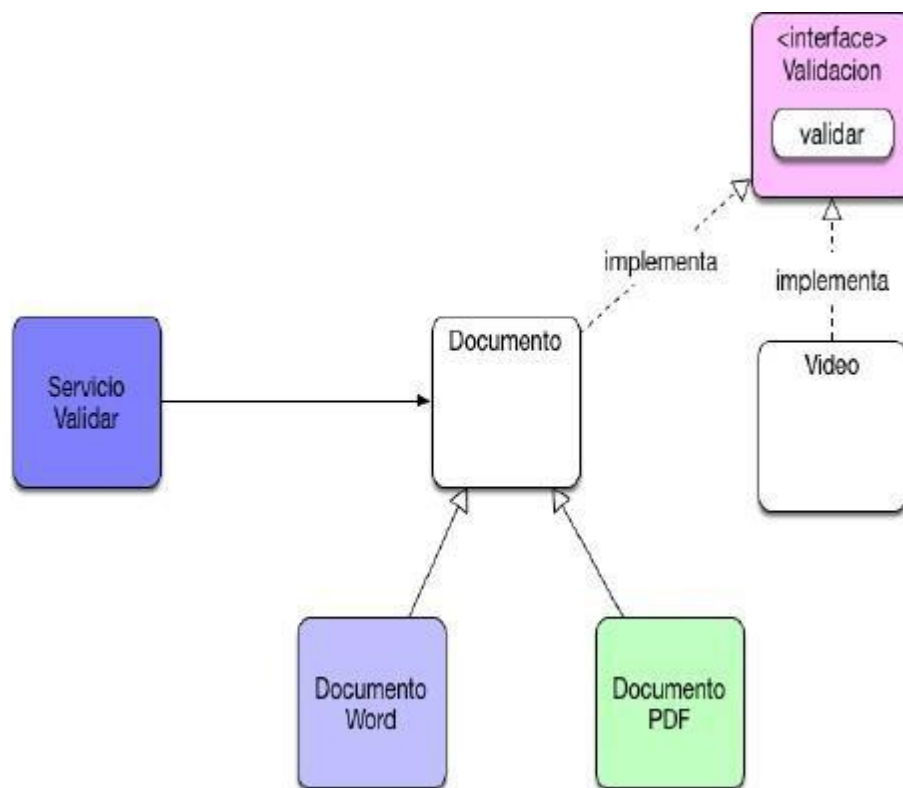 <interface>
Validacion
validar
implementa
implementa
Documento
Video
Servicio
Validar
Documento
Word
Documento
PDF